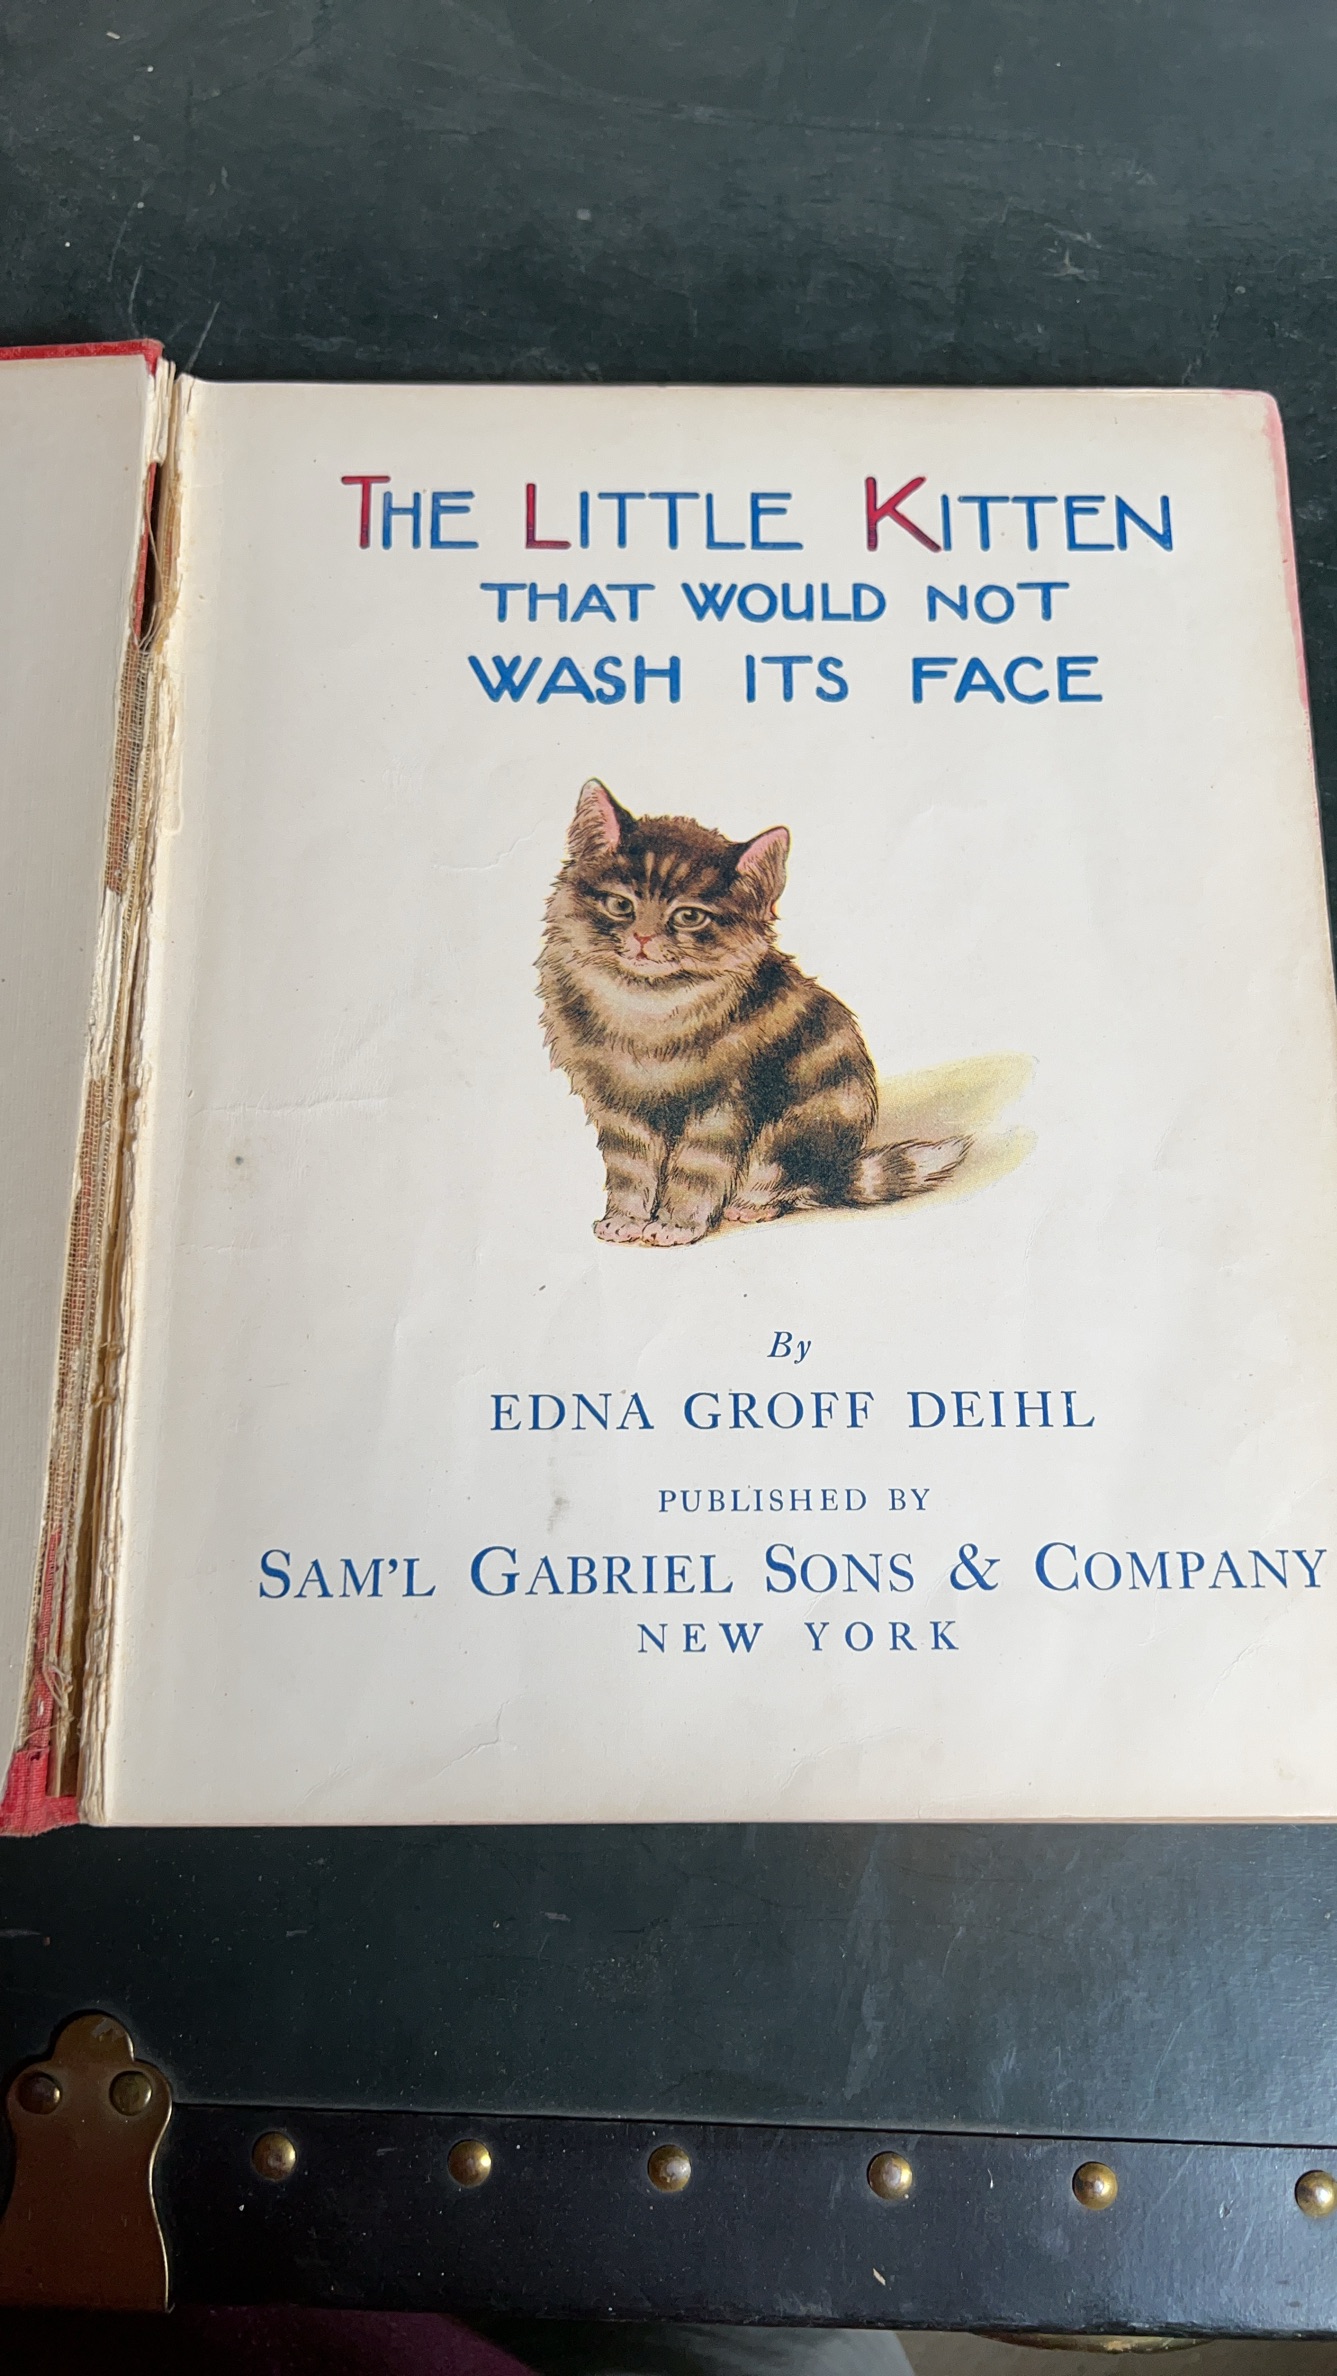 THE LITTLE KITTEN
THAT WOULD NOT
WASH ITS FACE
By
EDNA GROFF DEIHL
PUBLISHED BY
SAM'L GABRIEL SONS & COMPANY
NEW YORK